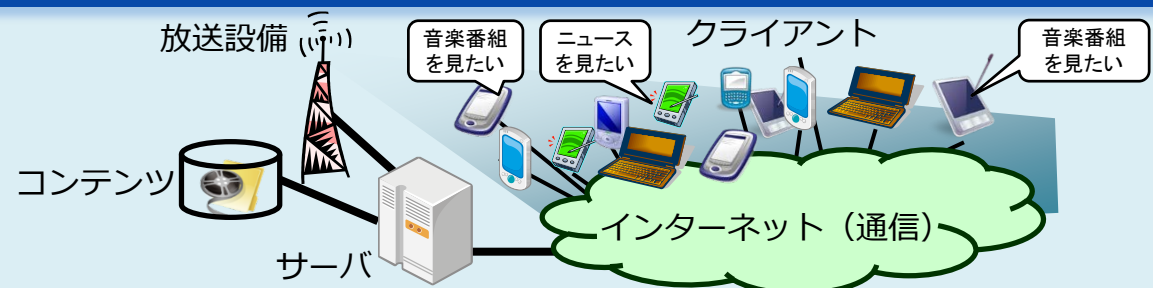 放送設備
音楽番組
を見たい
ニュース
を見たい
クライアント
音楽番組
を見たい
コンテンツ
インターネット（通信）
サーバ